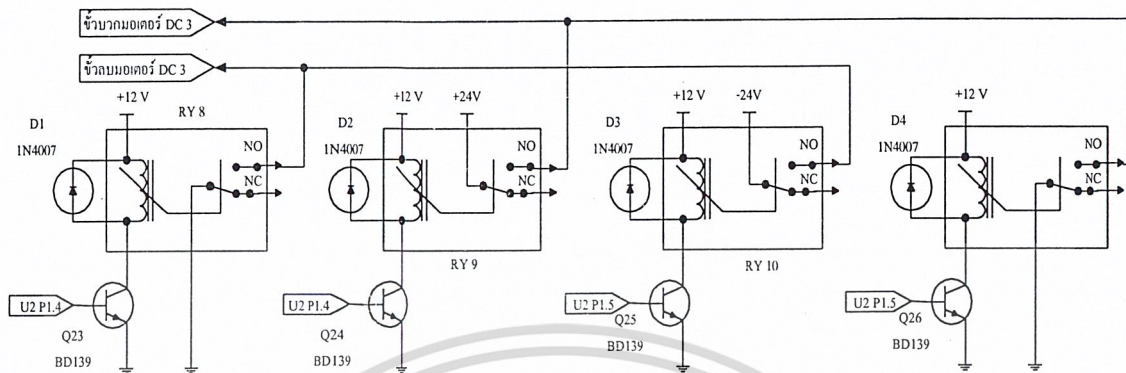 ขั้วบวกมอเตอร์ DC 3
ขั้วลบมอเตอร์ DC 3
+12 V
RY 8
D1
1N4007
NO
NC
U2 P1.4
Q23
BD139
+12 V
+24V
D2
1N4007
NO
NC
RY 9
U2 P1.4
Q24
BD139
+12 V
-24V
D3
1N4007
NO
NC
RY 10
U2 P1.5
Q25
BD139
+12 V
D4
1N4007
NO
NC
U2 P1.5
Q26
BD139